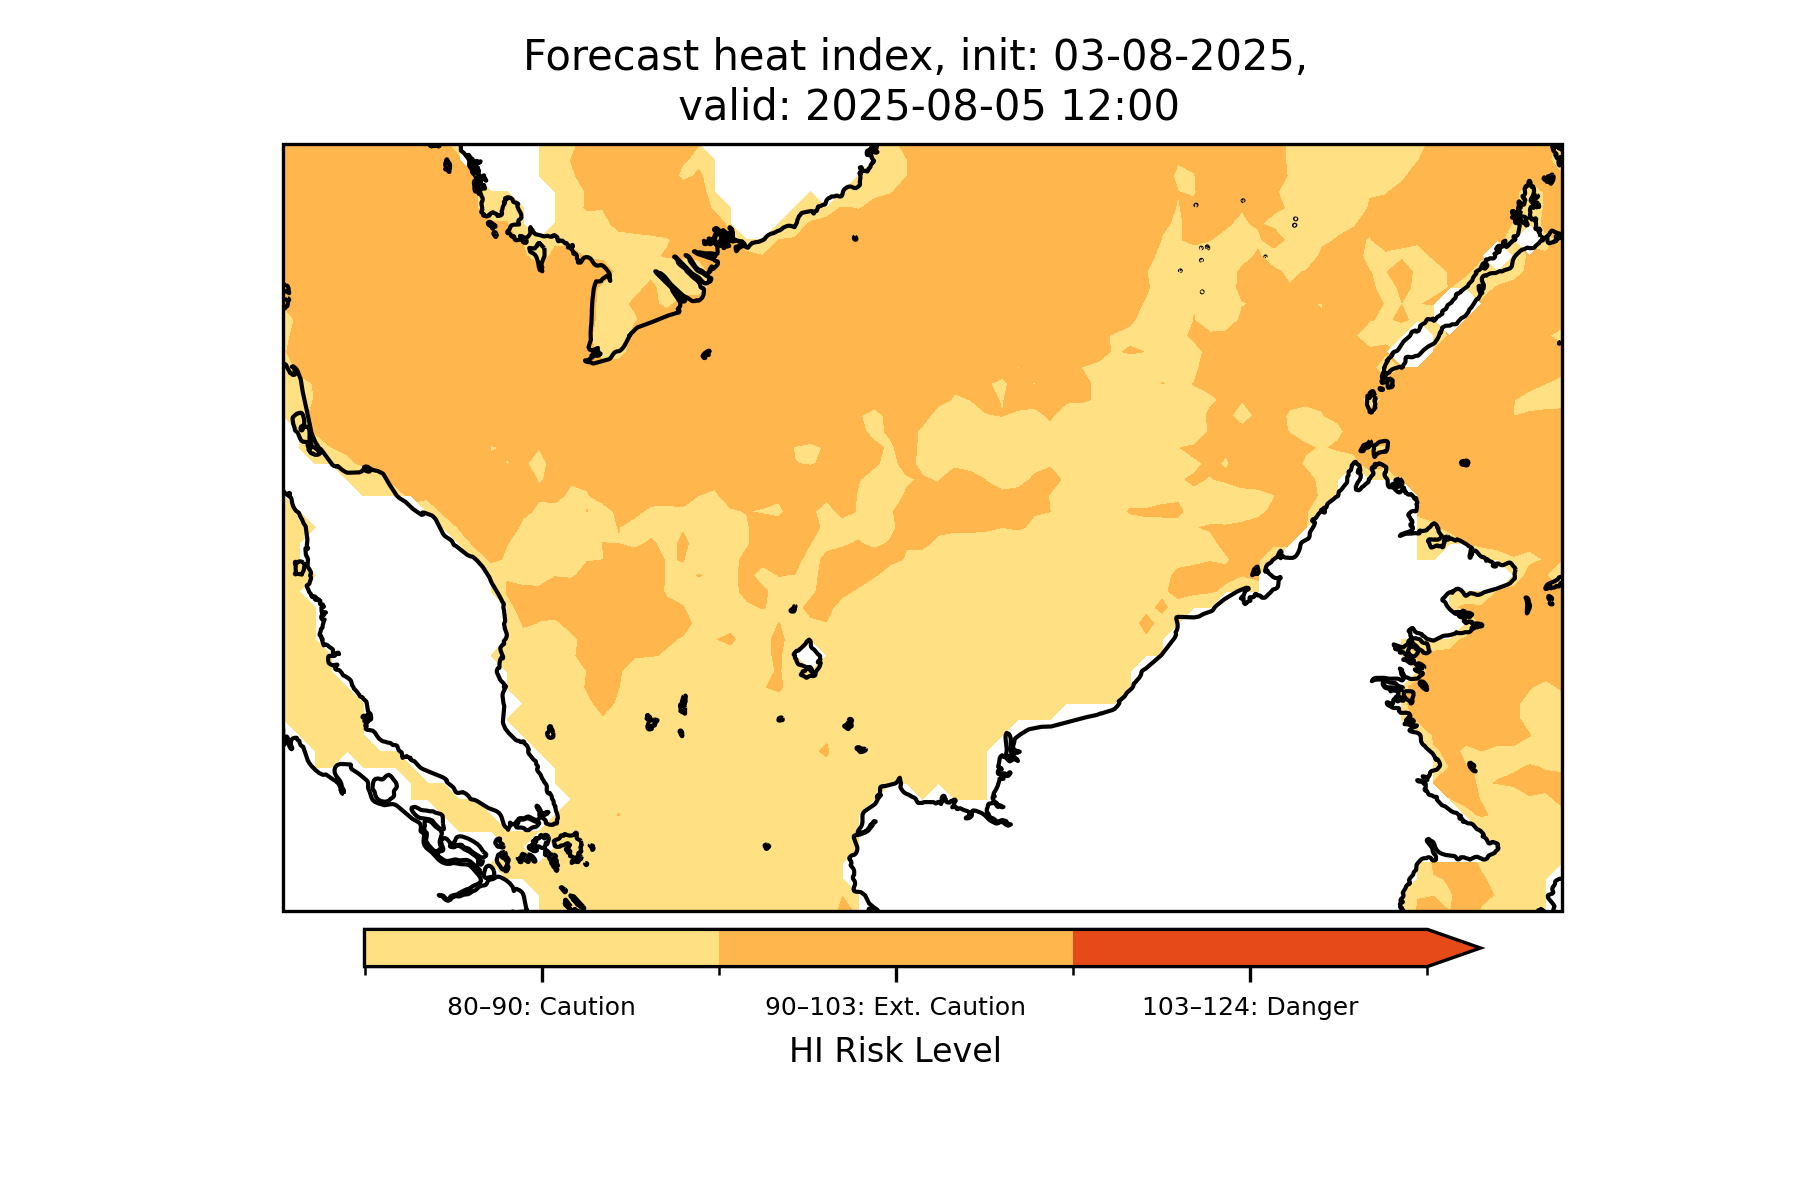 Forecast heat index, init: 03-08-2025,
valid: 2025-08-05 12:00
80–90: Caution
90–103: Ext. Caution
103–124: Danger
HI Risk Level